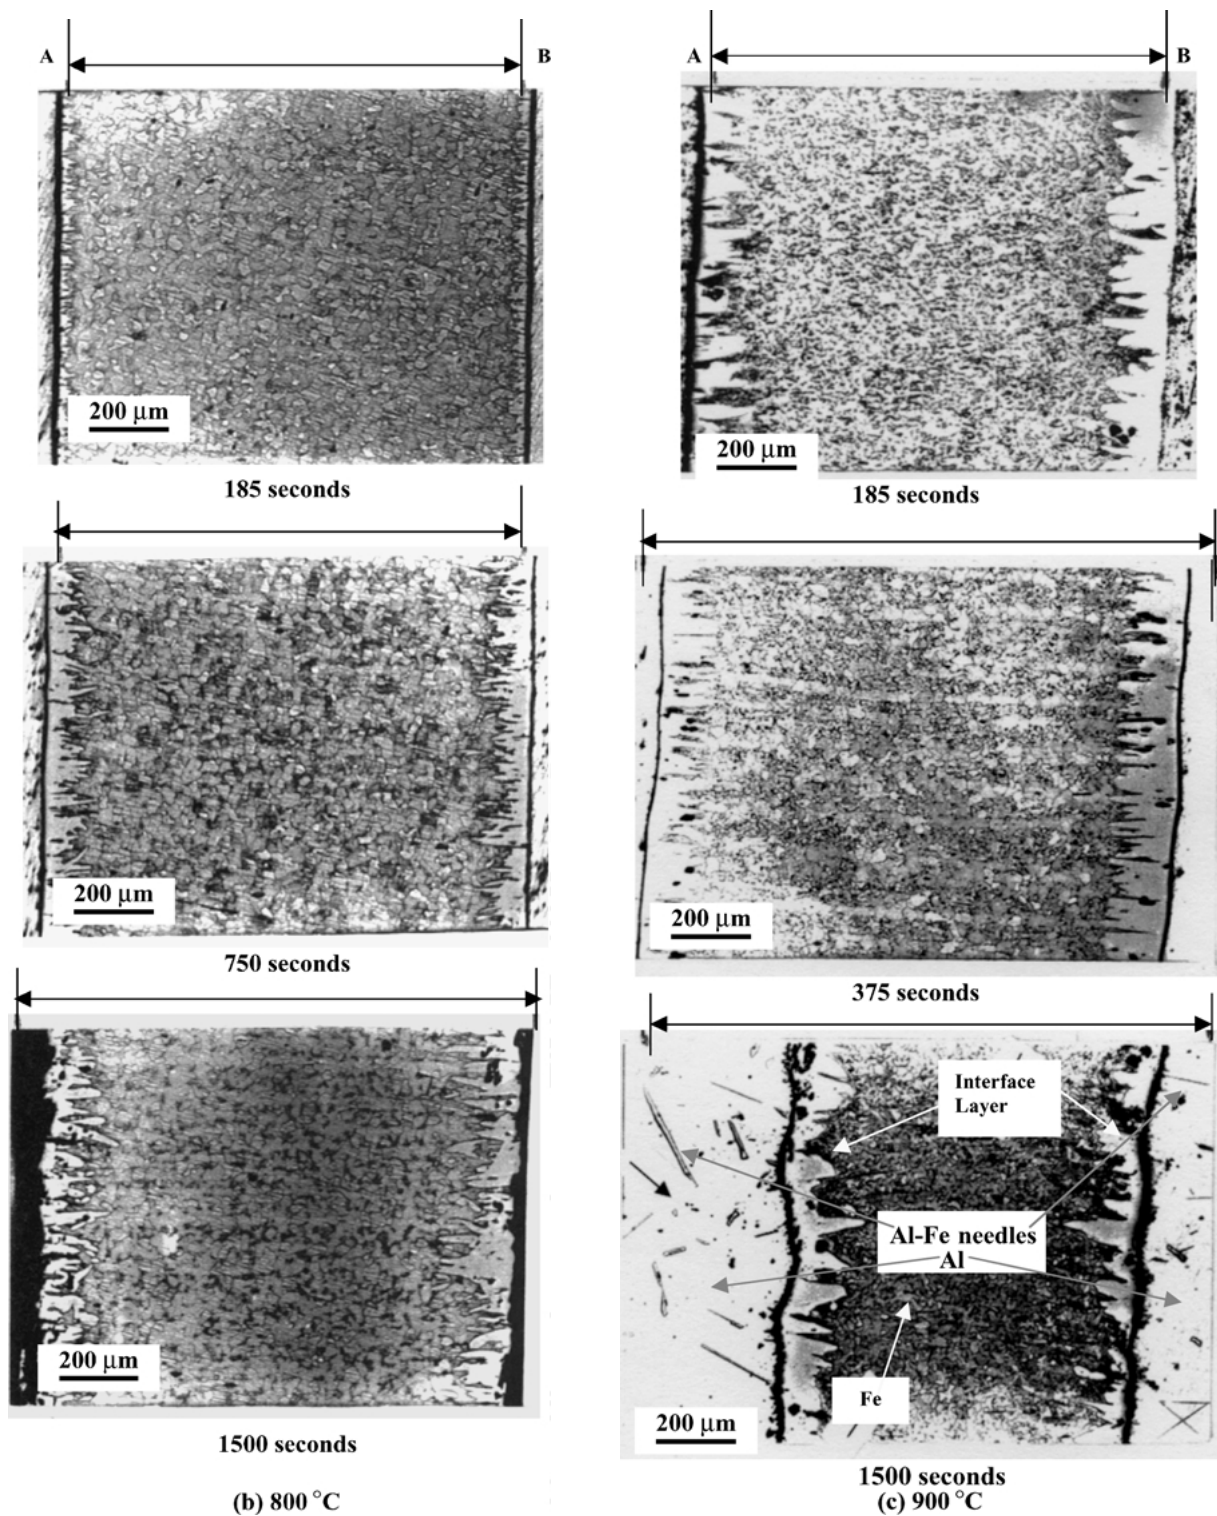 A B
200 µm
185 seconds
200 µm
750 seconds
200 µm
1500 seconds
(b) 800 °C
A B
200 µm
185 seconds
200 µm
375 seconds
Interface
Layer
Al-Fe needles
Al
Fe
200 µm
1500 seconds
(c) 900 °C